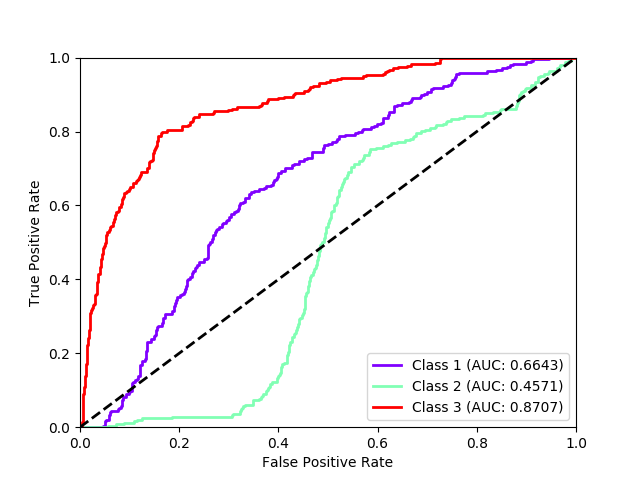 1.0
0.8
0.6
0.4
0.2
0.0
True Positive Rate
0.0 0.2 0.4 0.6 0.8 1.0
False Positive Rate
Class 1 (AUC: 0.6643)
Class 2 (AUC: 0.4571)
Class 3 (AUC: 0.8707)